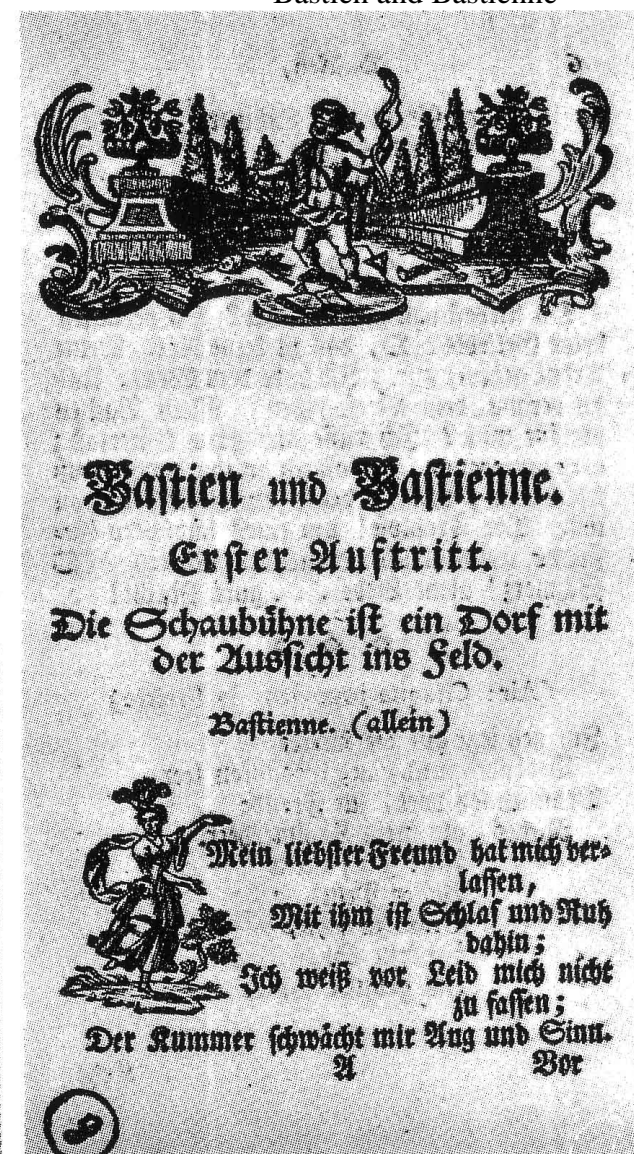 Bastien and Bastienne
Bastien und Bastienne.
Erster Auftritt.
Die Schaubühne ist ein Dorf mit
der Aussicht ins Feld.
Bastienne. (allein)
Mein liebster Freund hat mich ver-
lassen,
Mit ihm ist Schlaf und Ruh
dahin;
Ich weiß vor Leid mich nicht
zu fassen;
Der Kummer schwächt mir Aug und Sinn.
A Vor
8